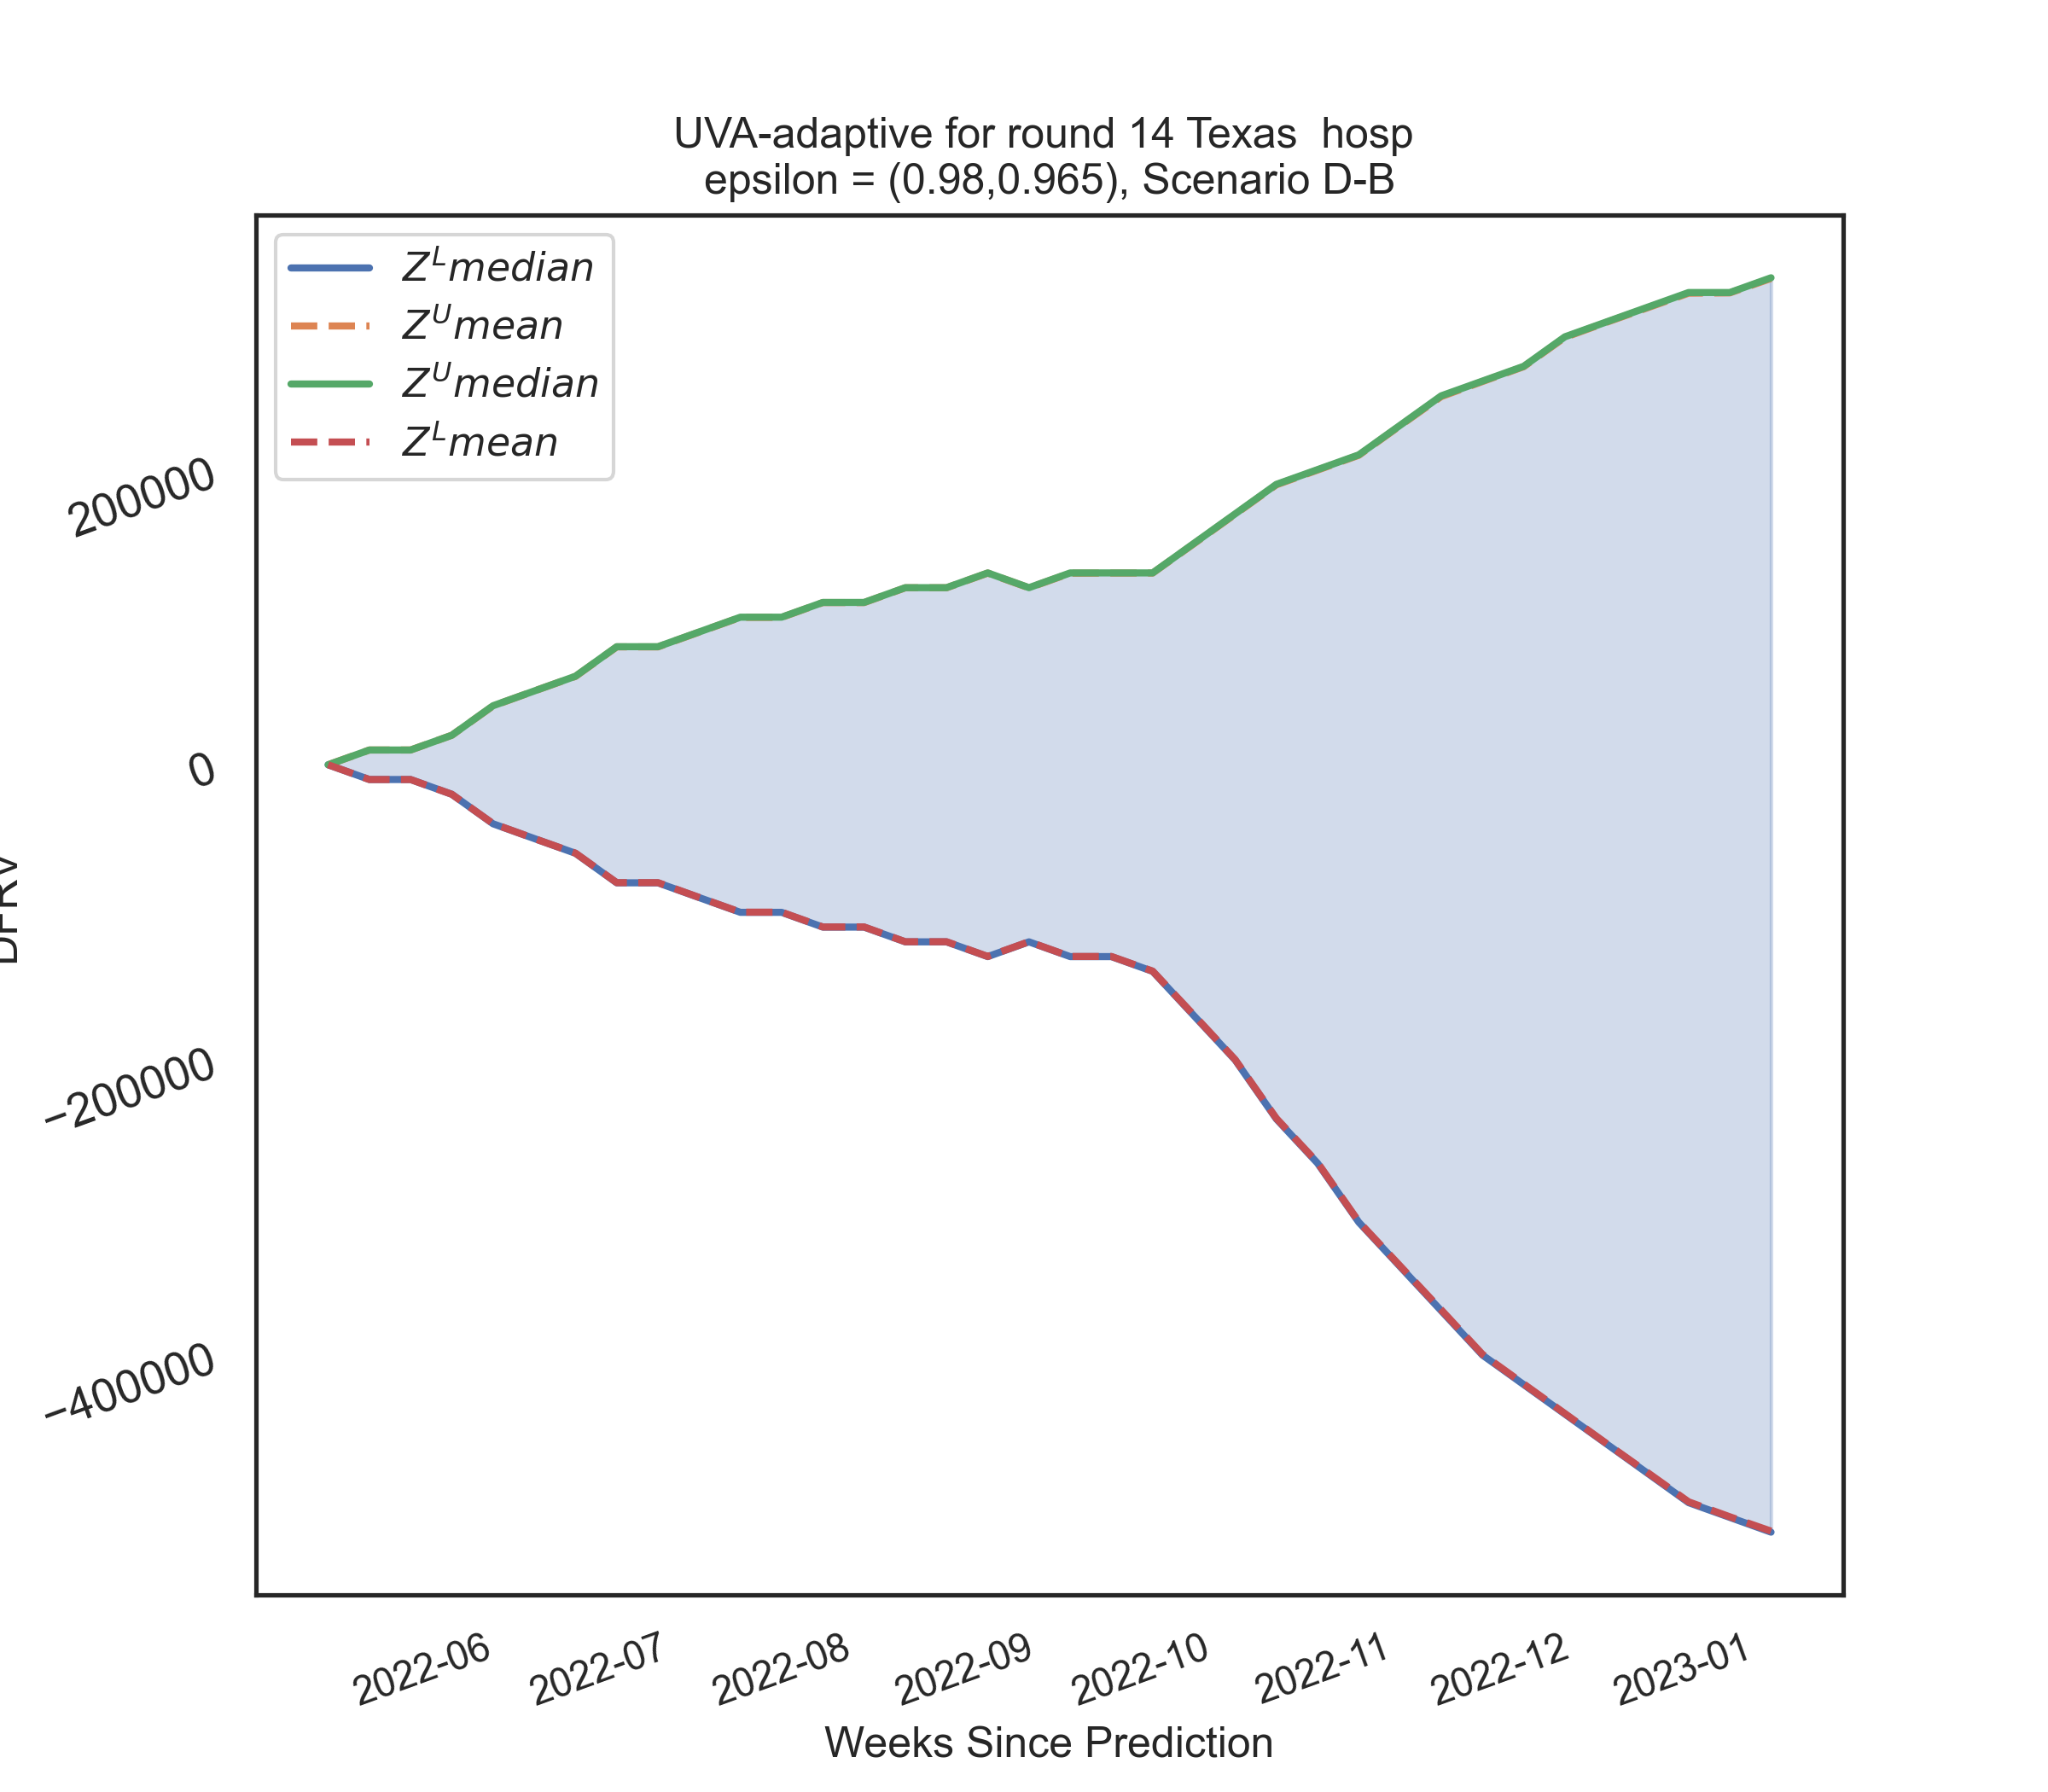 UVA-adaptive for round 14 Texas  hosp
epsilon = (0.98,0.965), Scenario D-B
Z^L median
Z^U mean
Z^U median
Z^L mean
200000
0
−200000
−400000
2022-06
2022-07
2022-08
2022-09
2022-10
2022-11
2022-12
2023-01
Weeks Since Prediction